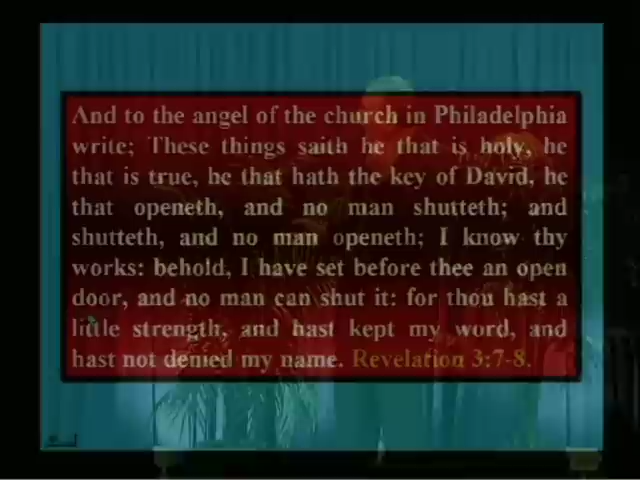 And to the angel of the church in Philadelphia
write; These things saith he that is holy, he
that is true, he that hath the key of David, he
that openeth, and no man shutteth; and
shutteth, and no man openeth; I know thy
works: behold, I have set before thee an open
door, and no man can shut it: for thou hast a
little strength, and hast kept my word, and
hast not denied my name. Revelation 3:7-8.